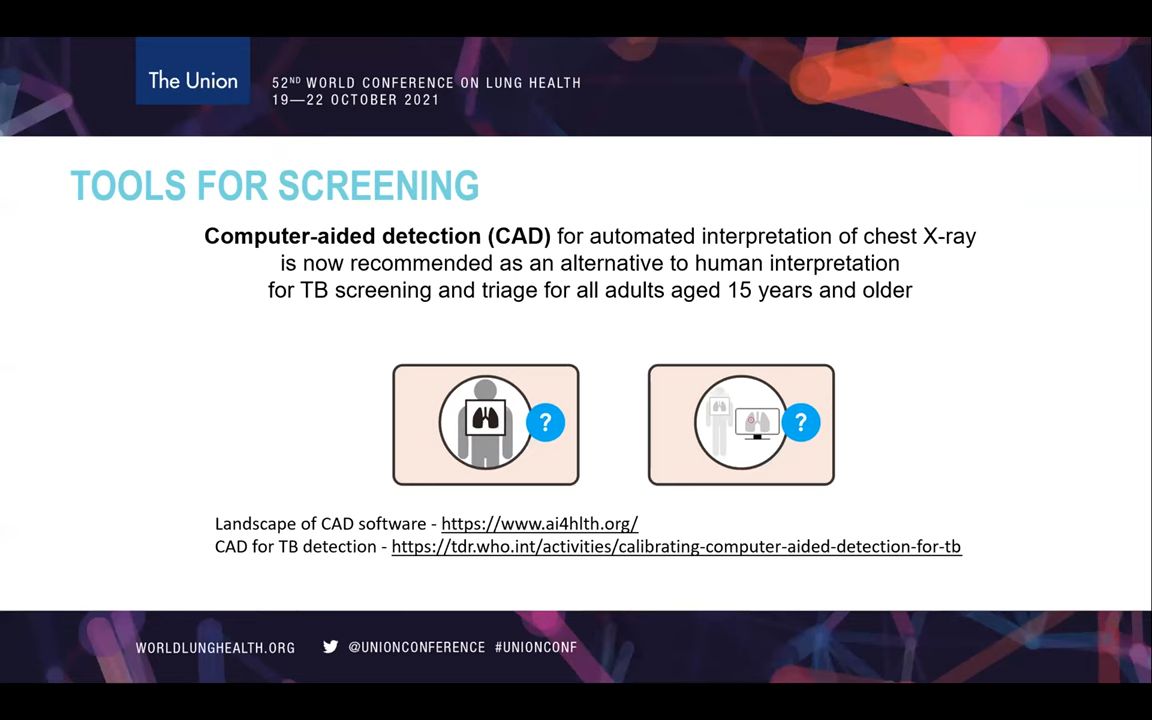 The Union
52ND WORLD CONFERENCE ON LUNG HEALTH
19—22 OCTOBER 2021
TOOLS FOR SCREENING
Computer-aided detection (CAD) for automated interpretation of chest X-ray
is now recommended as an alternative to human interpretation
for TB screening and triage for all adults aged 15 years and older
?
?
Landscape of CAD software - https://www.ai4hlth.org/
CAD for TB detection - https://tdr.who.int/activities/calibrating-computer-aided-detection-for-tb
WORLDLUNGHEALTH.ORG @UNIONCONFERENCE #UNIONCONF